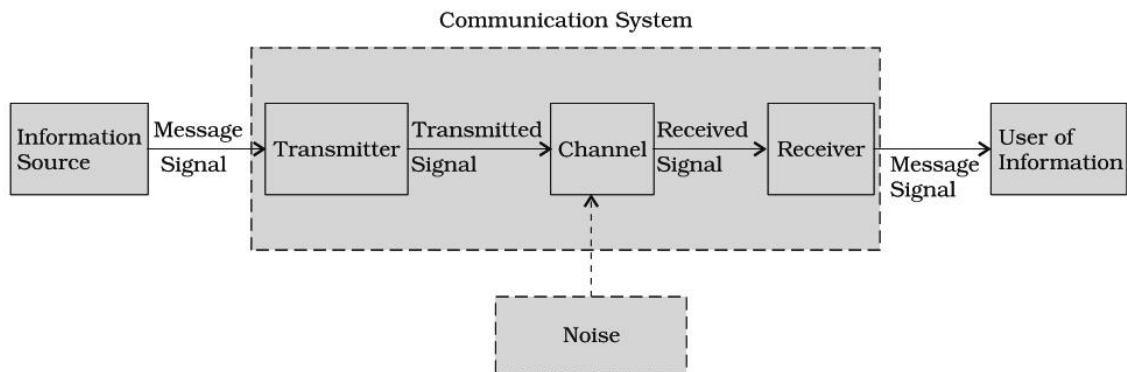 Communication System
Information
Source
Message
Signal
Transmitter
Transmitted
Signal
Channel
Received
Signal
Receiver
Message
Signal
User of
Information
Noise